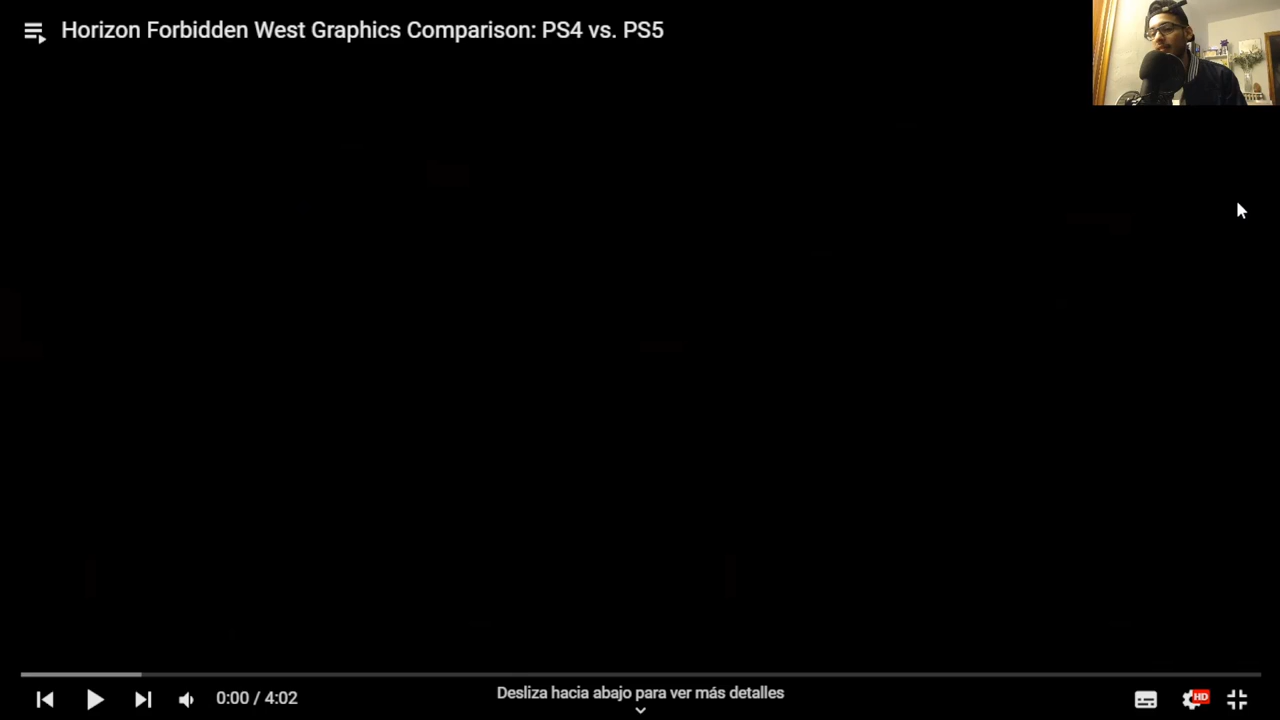 Horizon Forbidden West Graphics Comparison: PS4 vs. PS5
0:00 / 4:02
Desliza hacia abajo para ver más detalles
HD